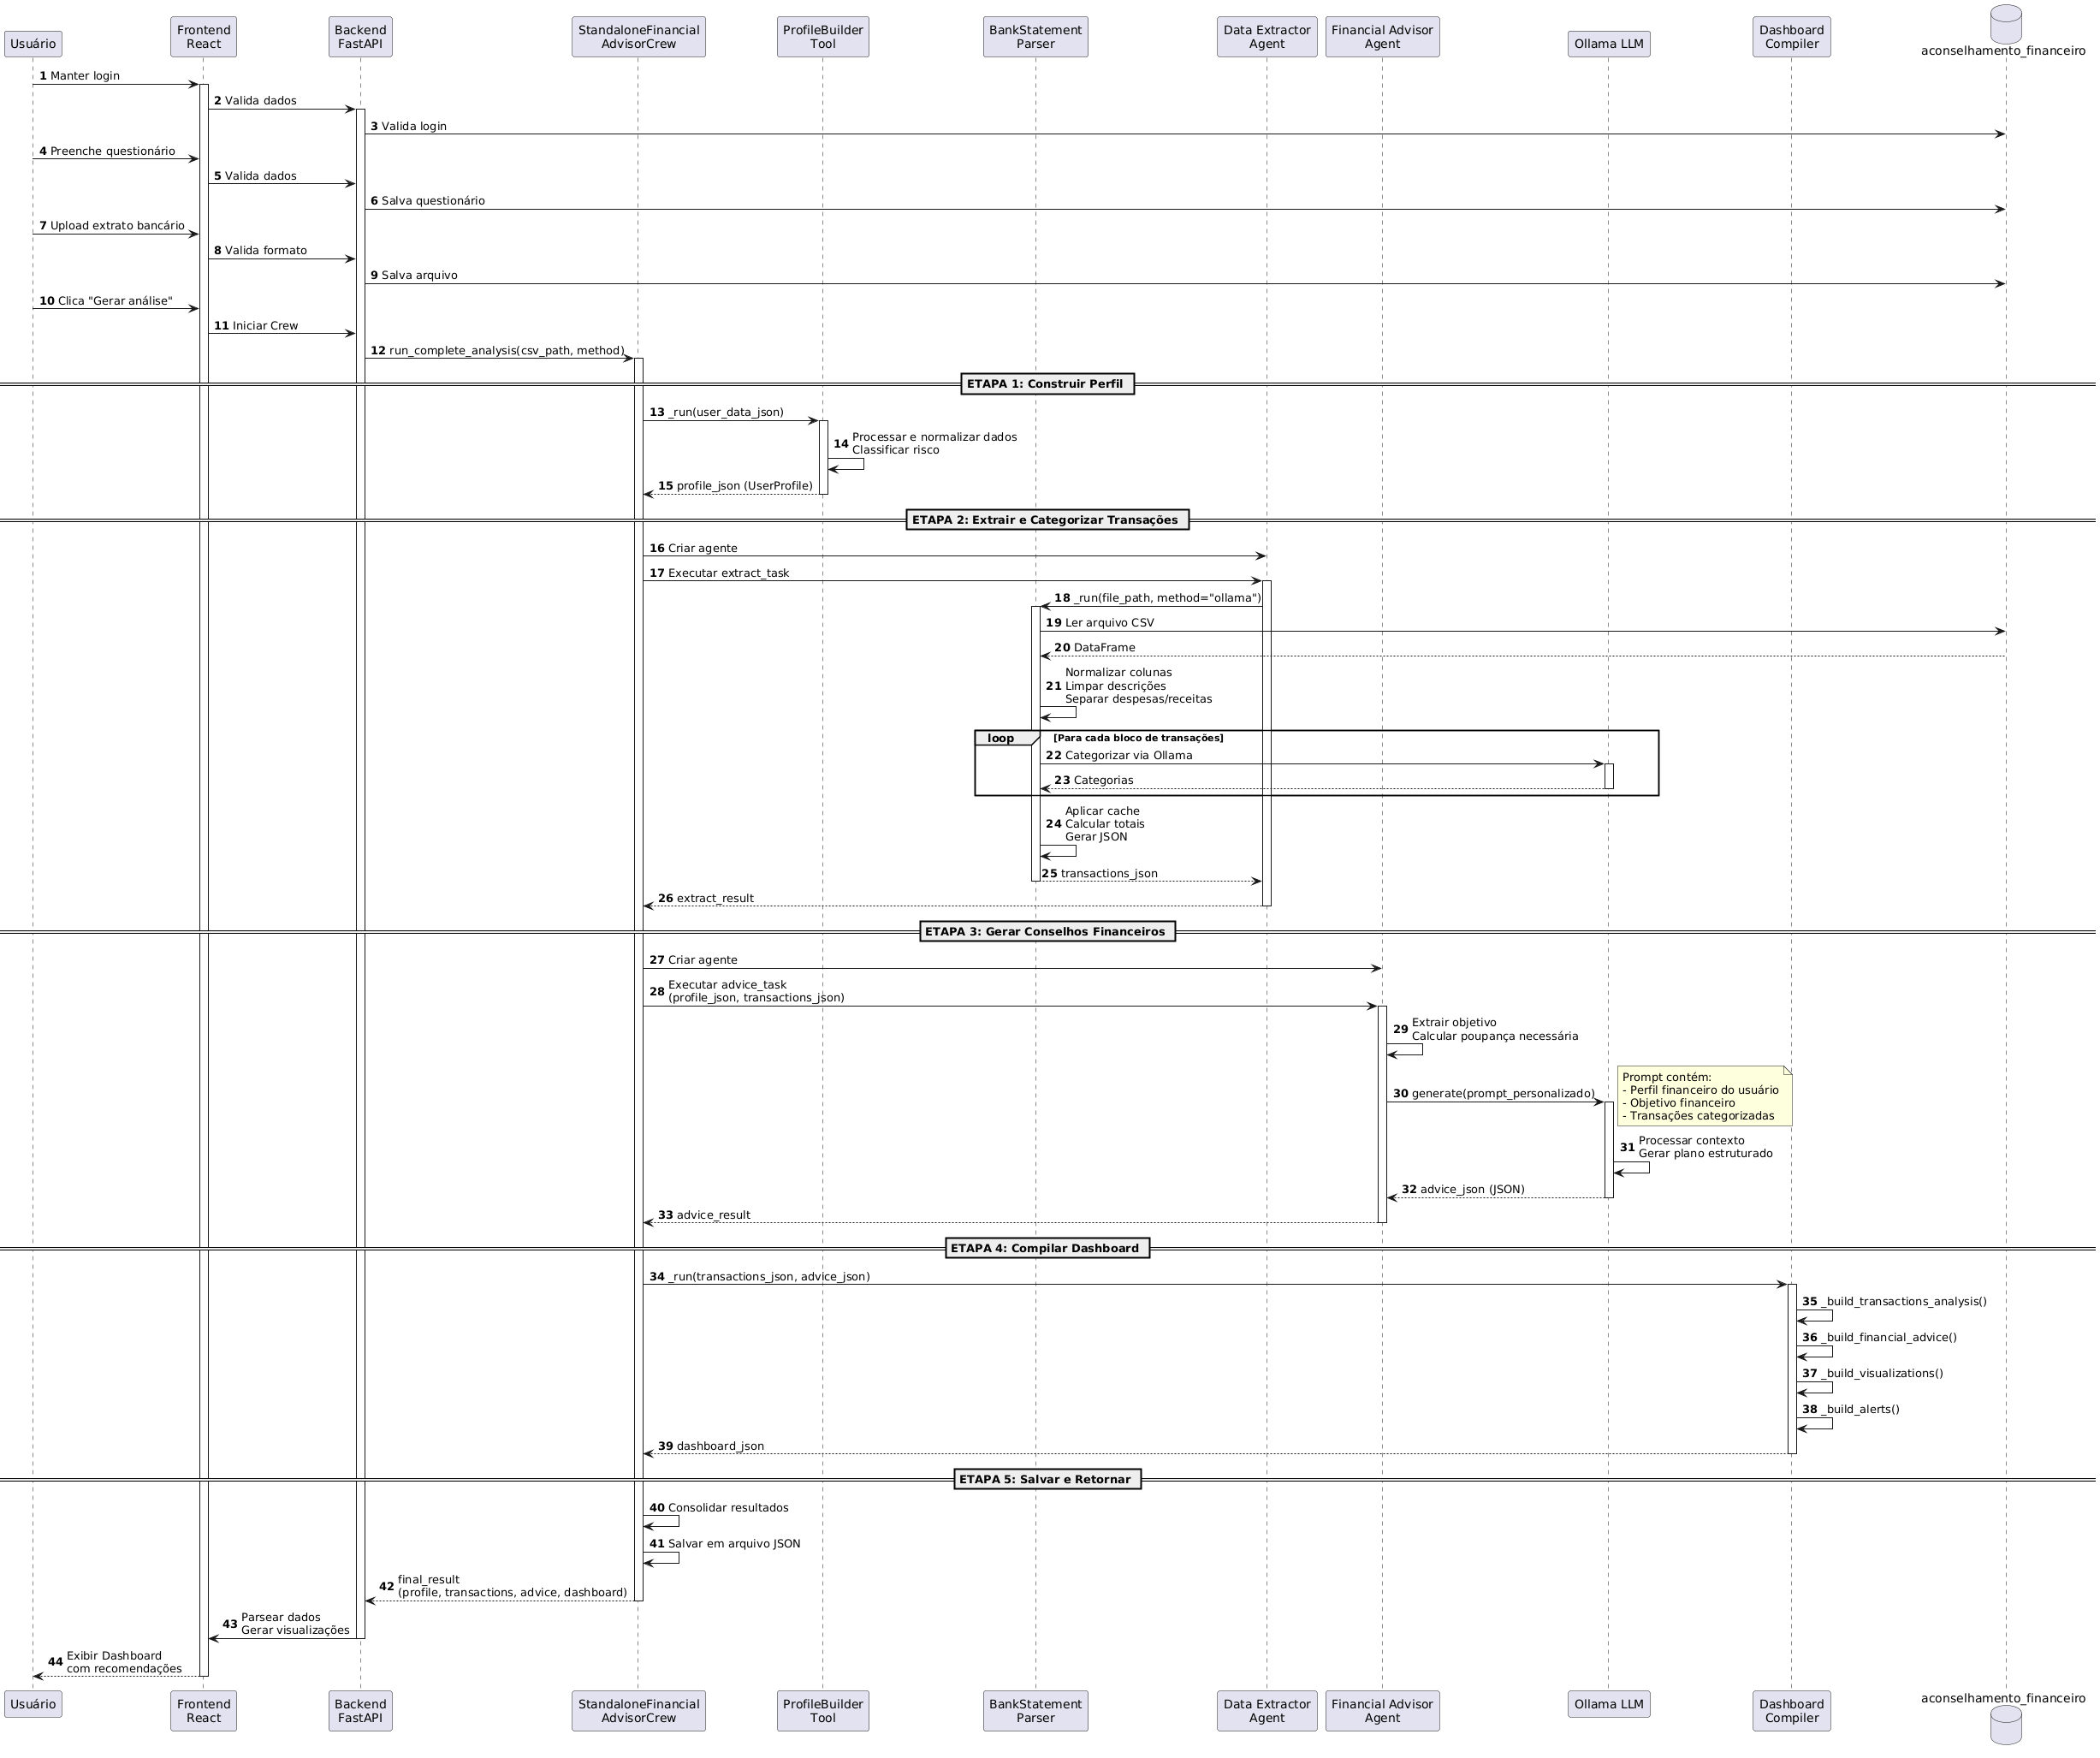 Usuário
Frontend
React
Backend
FastAPI
StandaloneFinancial
AdvisorCrew
ProfileBuilder
Tool
BankStatement
Parser
Data Extractor
Agent
Financial Advisor
Agent
Ollama LLM
Dashboard
Compiler
aconselhamento_financeiro
1 Manter login
2 Valida dados
3 Valida login
4 Preenche questionário
5 Valida dados
6 Salva questionário
7 Upload extrato bancário
8 Valida formato
9 Salva arquivo
10 Clica "Gerar análise"
11 Iniciar Crew
12 run_complete_analysis(csv_path, method)
ETAPA 1: Construir Perfil
13 _run(user_data_json)
14 Processar e normalizar dados
Classificar risco
15 profile_json (UserProfile)
ETAPA 2: Extrair e Categorizar Transações
16 Criar agente
17 Executar extract_task
18 _run(file_path, method="ollama")
19 Ler arquivo CSV
20 DataFrame
21 Normalizar colunas
Limpar descrições
Separar despesas/receitas
loop [Para cada bloco de transações]
22 Categorizar via Ollama
23 Categorias
24 Aplicar cache
Calcular totais
Gerar JSON
25 transactions_json
26 extract_result
ETAPA 3: Gerar Conselhos Financeiros
27 Criar agente
28 Executar advice_task
(profile_json, transactions_json)
29 Extrair objetivo
Calcular poupança necessária
30 generate(prompt_personalizado)
Prompt contém:
- Perfil financeiro do usuário
- Objetivo financeiro
- Transações categorizadas
31 Processar contexto
Gerar plano estruturado
32 advice_json (JSON)
33 advice_result
ETAPA 4: Compilar Dashboard
34 _run(transactions_json, advice_json)
35 _build_transactions_analysis()
36 _build_financial_advice()
37 _build_visualizations()
38 _build_alerts()
39 dashboard_json
ETAPA 5: Salvar e Retornar
40 Consolidar resultados
41 Salvar em arquivo JSON
42 final_result
(profile, transactions, advice, dashboard)
43 Parsear dados
Gerar visualizações
44 Exibir Dashboard
com recomendações
Usuário
Frontend
React
Backend
FastAPI
StandaloneFinancial
AdvisorCrew
ProfileBuilder
Tool
BankStatement
Parser
Data Extractor
Agent
Financial Advisor
Agent
Ollama LLM
Dashboard
Compiler
aconselhamento_financeiro